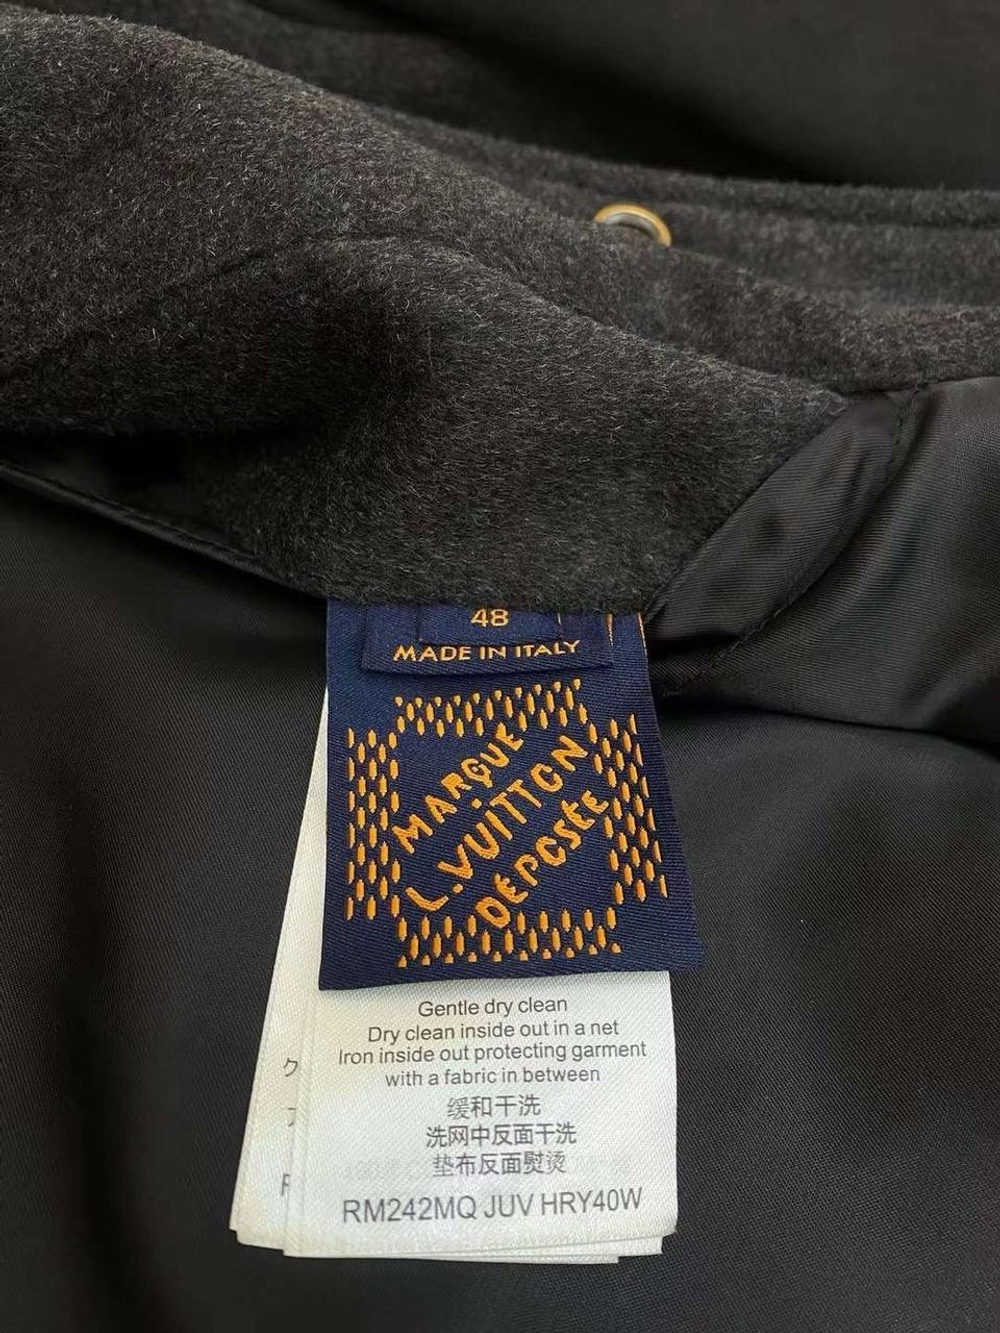 48
MADE IN ITALY
MARQUE
L.VUITTON
DÉPOSÉE
Gentle dry clean
Dry clean inside out in a net
Iron inside out protecting garment
with a fabric in between
缓和干洗
洗网中反面干洗
垫布反面熨烫
RM242MQ JUV HRY40W
ク
ア
F